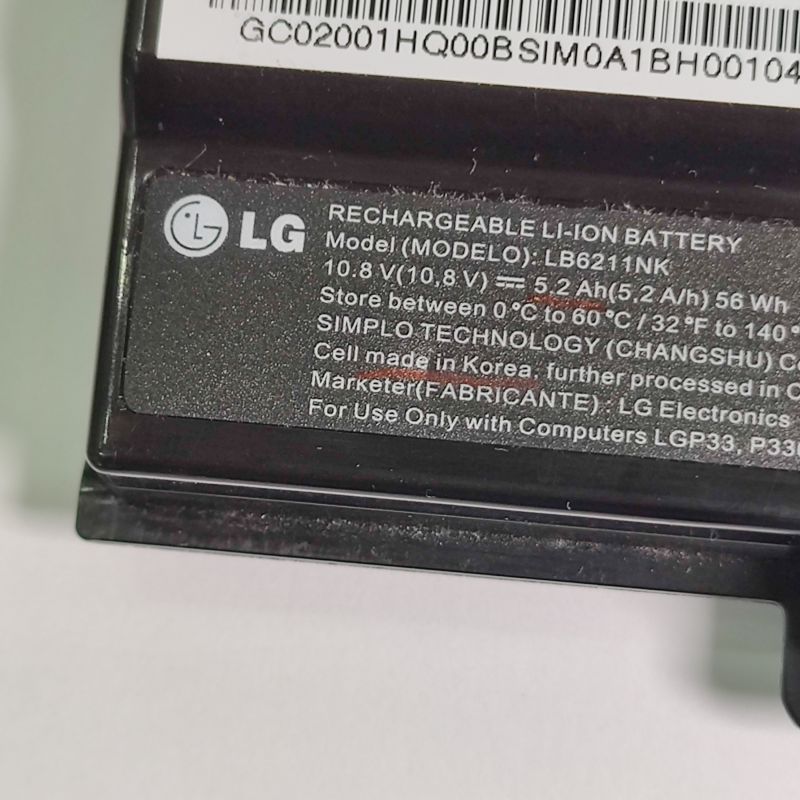 GC02001HQ00BSIM0A1BH00104
LG
RECHARGEABLE LI-ION BATTERY
Model (MODELO): LB6211NK
10.8 V(10,8 V) ⎓ 5.2 Ah(5,2 A/h) 56 Wh
Store between 0 °C to 60 °C / 32 °F to 140 °
SIMPLO TECHNOLOGY (CHANGSHU)
Cell made in Korea, further processed in
Marketer(FABRICANTE) : LG Electronics
For Use Only with Computers LGP33,